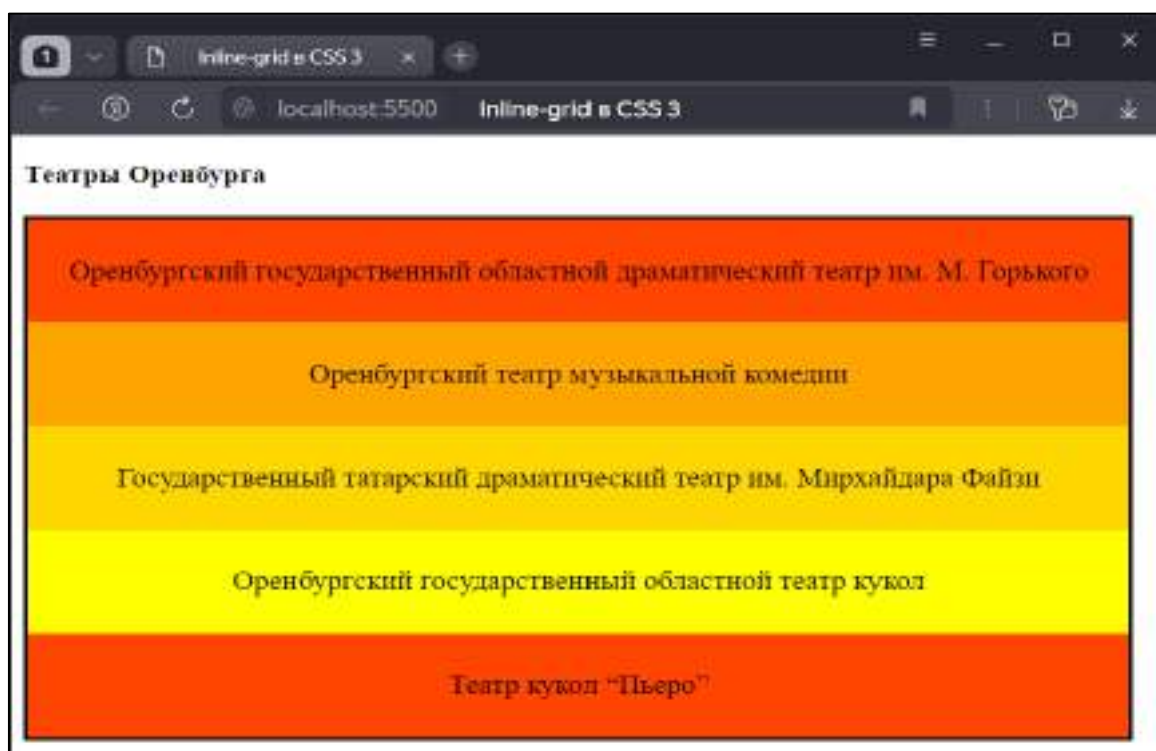 1 Inline-grid в CSS 3
localhost:5500 Inline-grid в CSS 3
Театры Оренбурга
Оренбургский государственный областной драматический театр им. М. Горького
Оренбургский театр музыкальной комедии
Государственный татарский драматический театр им. Мирхайдара Файзи
Оренбургский государственный областной театр кукол
Театр кукол “Пьеро”